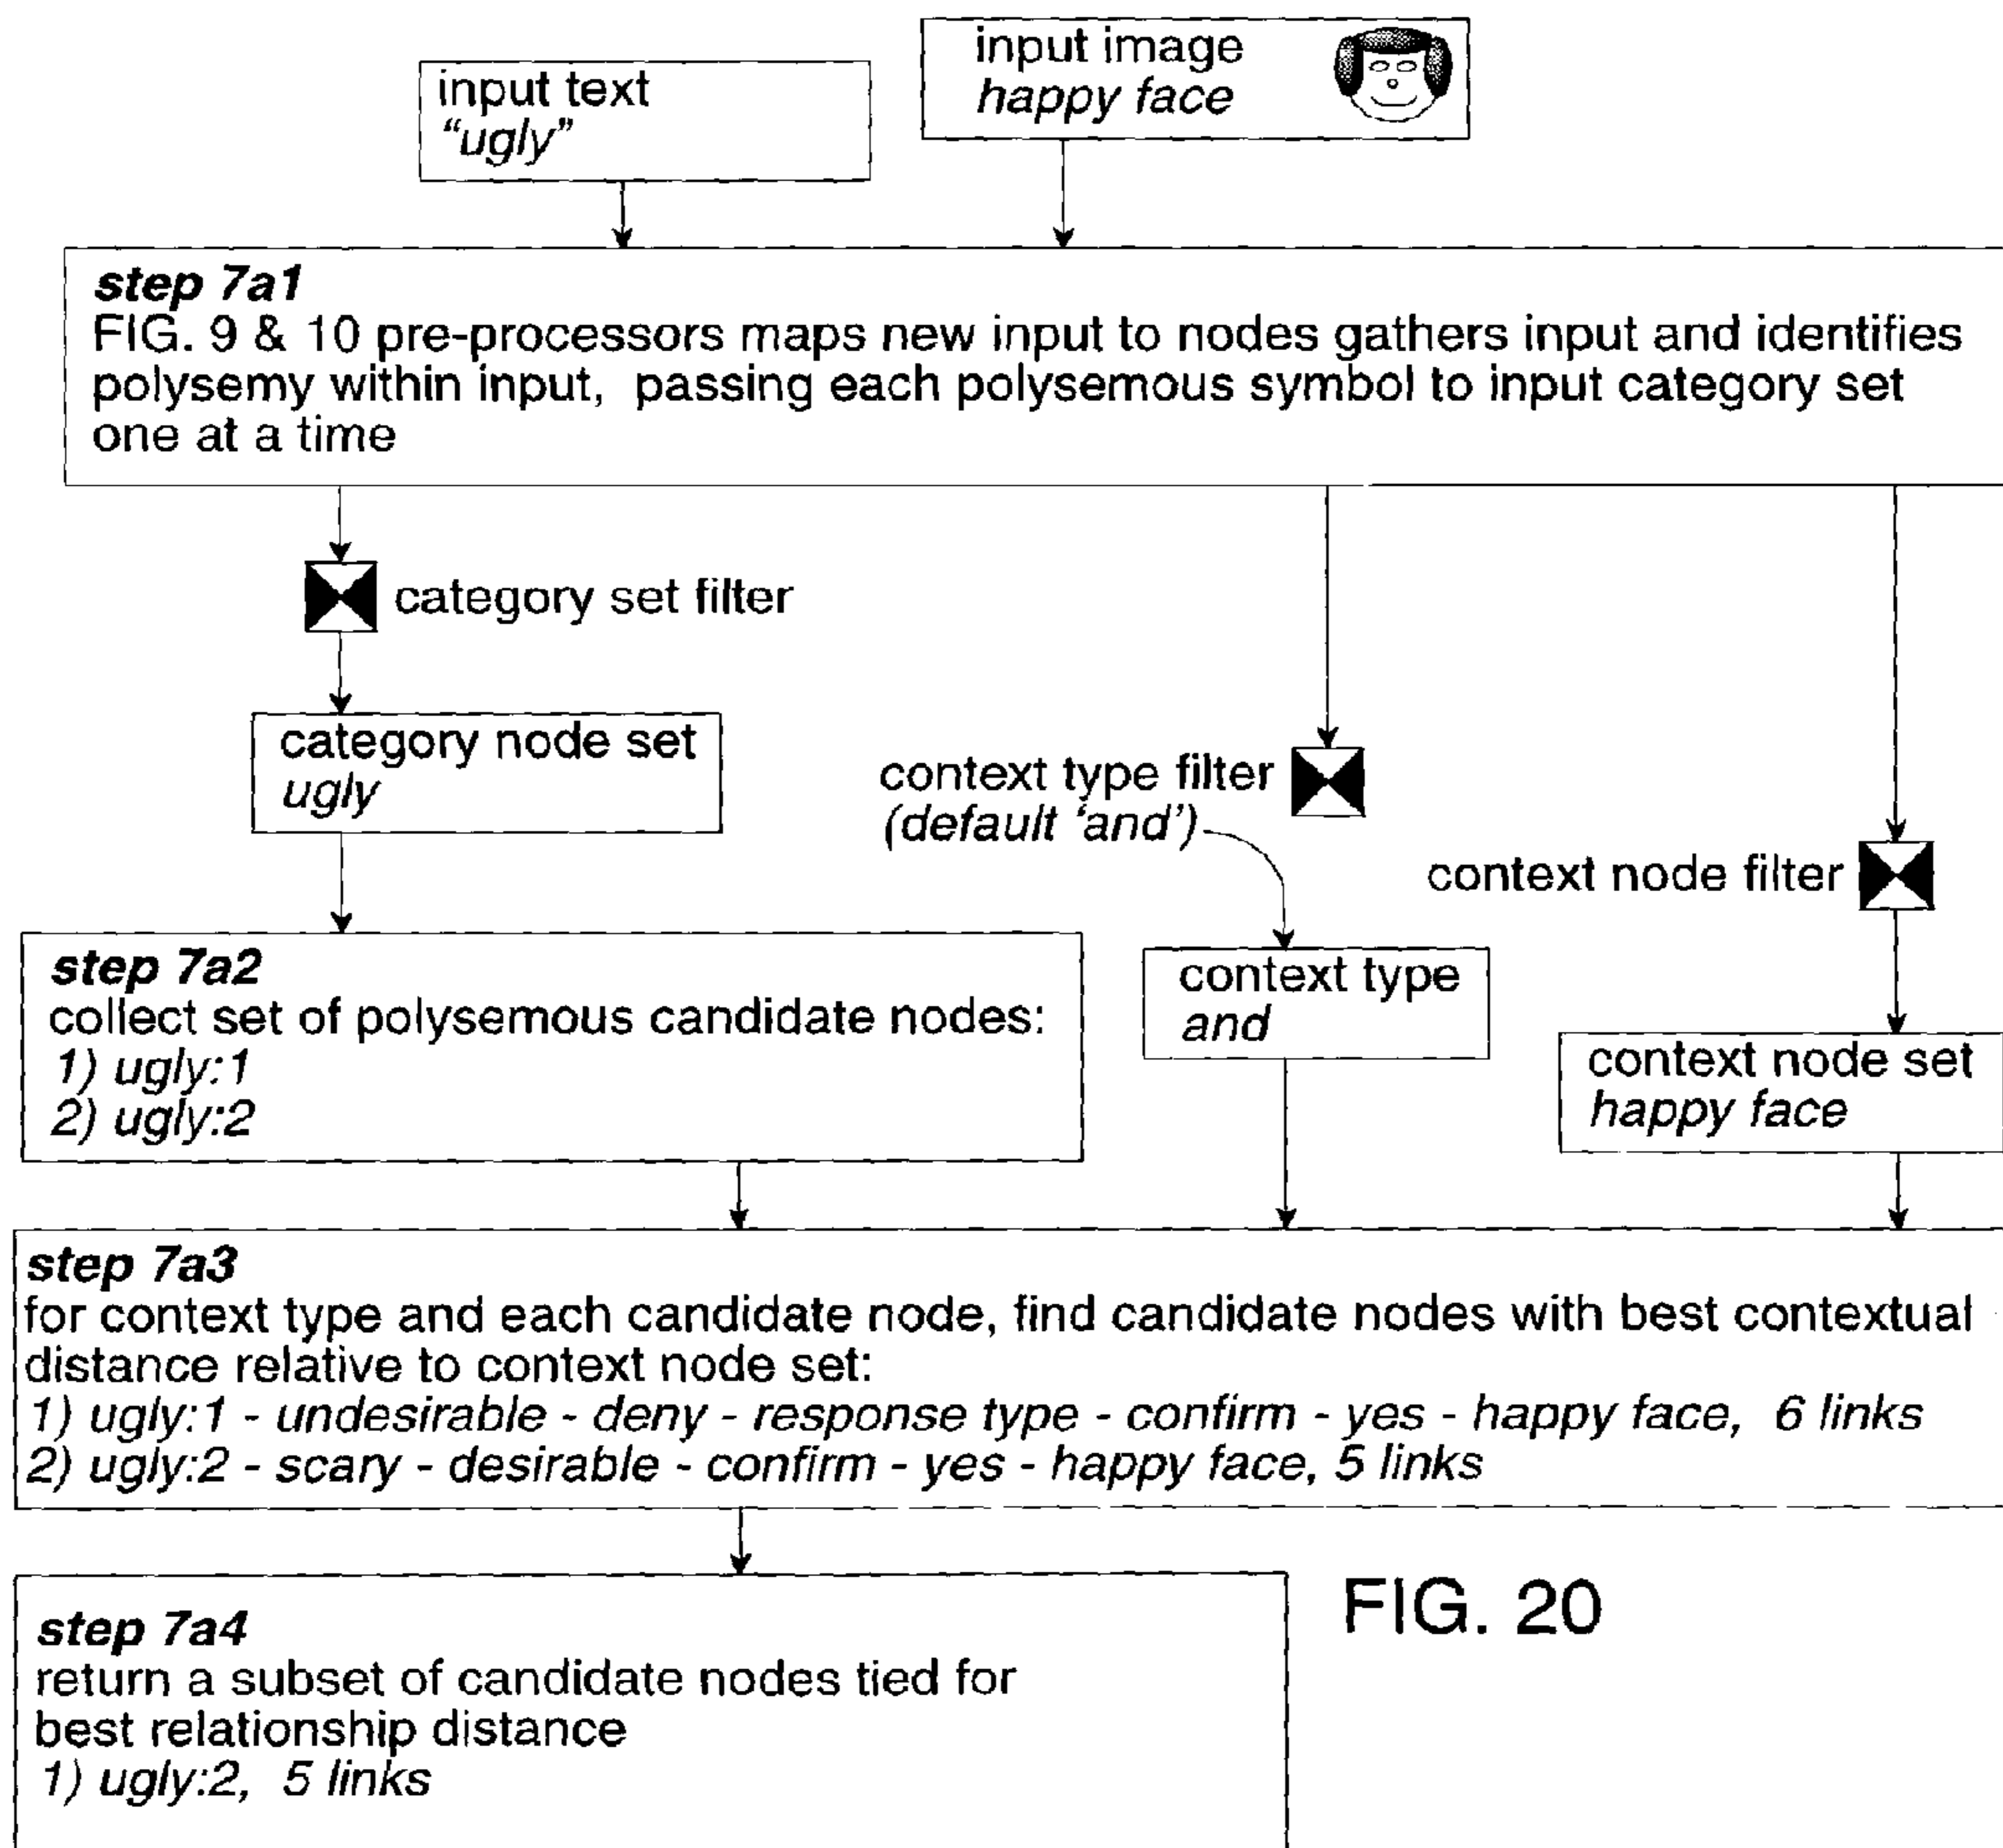 input text
“ugly”
input image
happy face
step 7a1
FIG. 9 & 10 pre-processors maps new input to nodes gathers input and identifies
polysemy within input, passing each polysemous symbol to input category set
one at a time
category set filter
category node set
ugly
context type filter
(default ‘and’)
context node filter
step 7a2
collect set of polysemous candidate nodes:
1) ugly:1
2) ugly:2
context type
and
context node set
happy face
step 7a3
for context type and each candidate node, find candidate nodes with best contextual
distance relative to context node set:
1) ugly:1 - undesirable - deny - response type - confirm - yes - happy face, 6 links
2) ugly:2 - scary - desirable - confirm - yes - happy face, 5 links
step 7a4
return a subset of candidate nodes tied for
best relationship distance
1) ugly:2, 5 links
FIG. 20